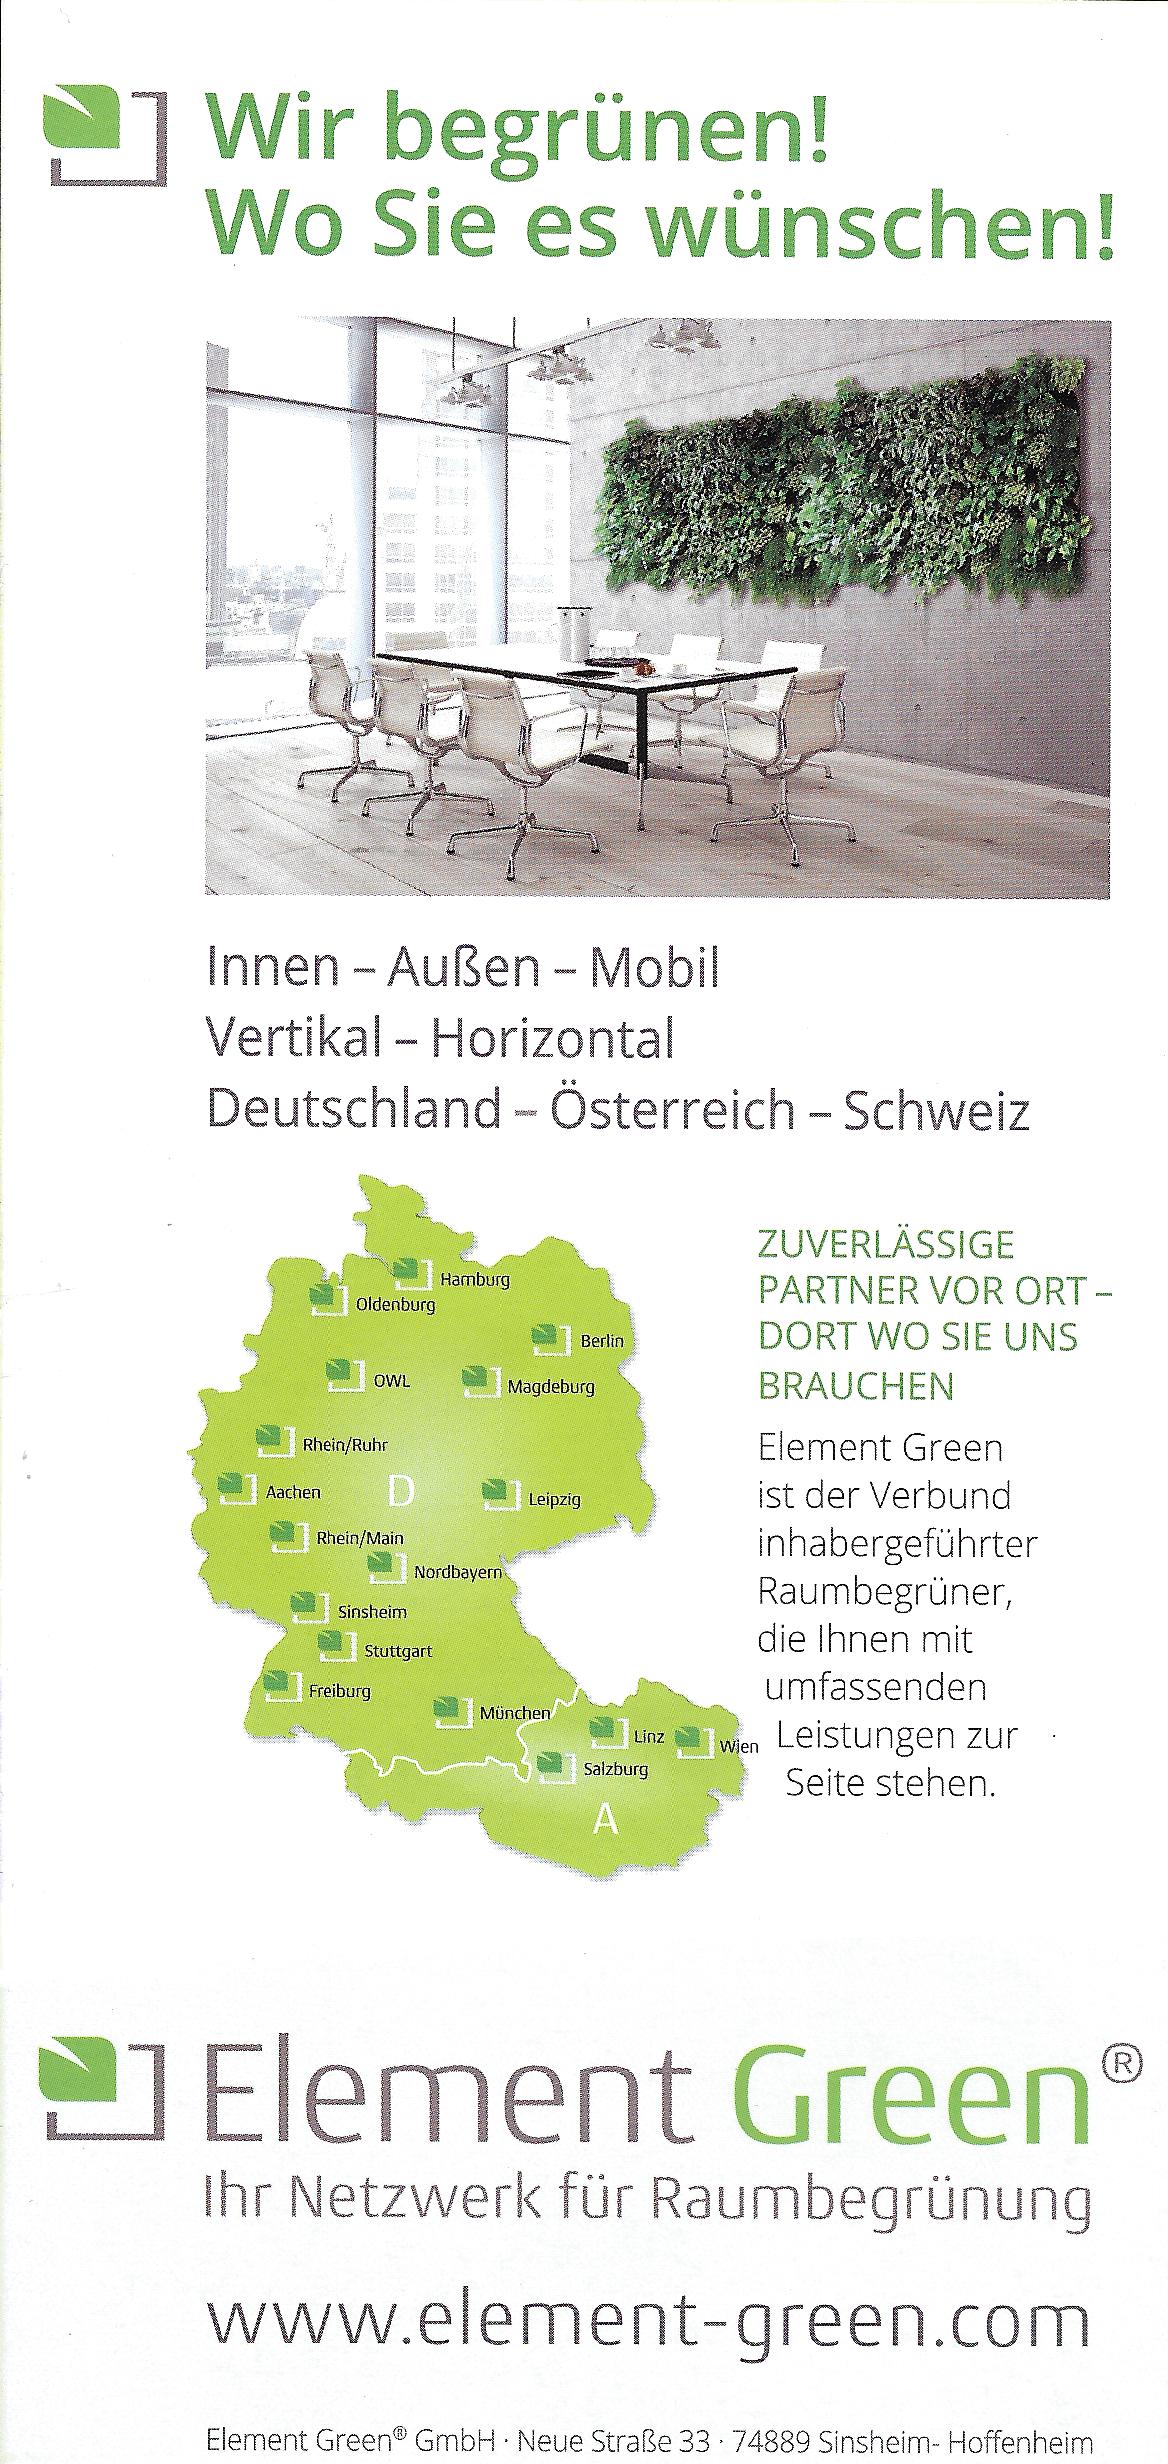 Wir begrünen!
Wo Sie es wünschen!
Innen – Außen – Mobil
Vertikal – Horizontal
Deutschland – Österreich – Schweiz
Hamburg
Oldenburg
Berlin
OWL
Magdeburg
Rhein/Ruhr
Aachen
D
Leipzig
Rhein/Main
Nordbayern
Sinsheim
Stuttgart
Freiburg
München
Linz
Wien
Salzburg
A
ZUVERLÄSSIGE
PARTNER VOR ORT –
DORT WO SIE UNS
BRAUCHEN
Element Green
ist der Verbund
inhabergeführter
Raumbegrüner,
die Ihnen mit
umfassenden
Leistungen zur
Seite stehen.
Element Green®
Ihr Netzwerk für Raumbegrünung
www.element-green.com
Element Green® GmbH · Neue Straße 33 · 74889 Sinsheim- Hoffenheim